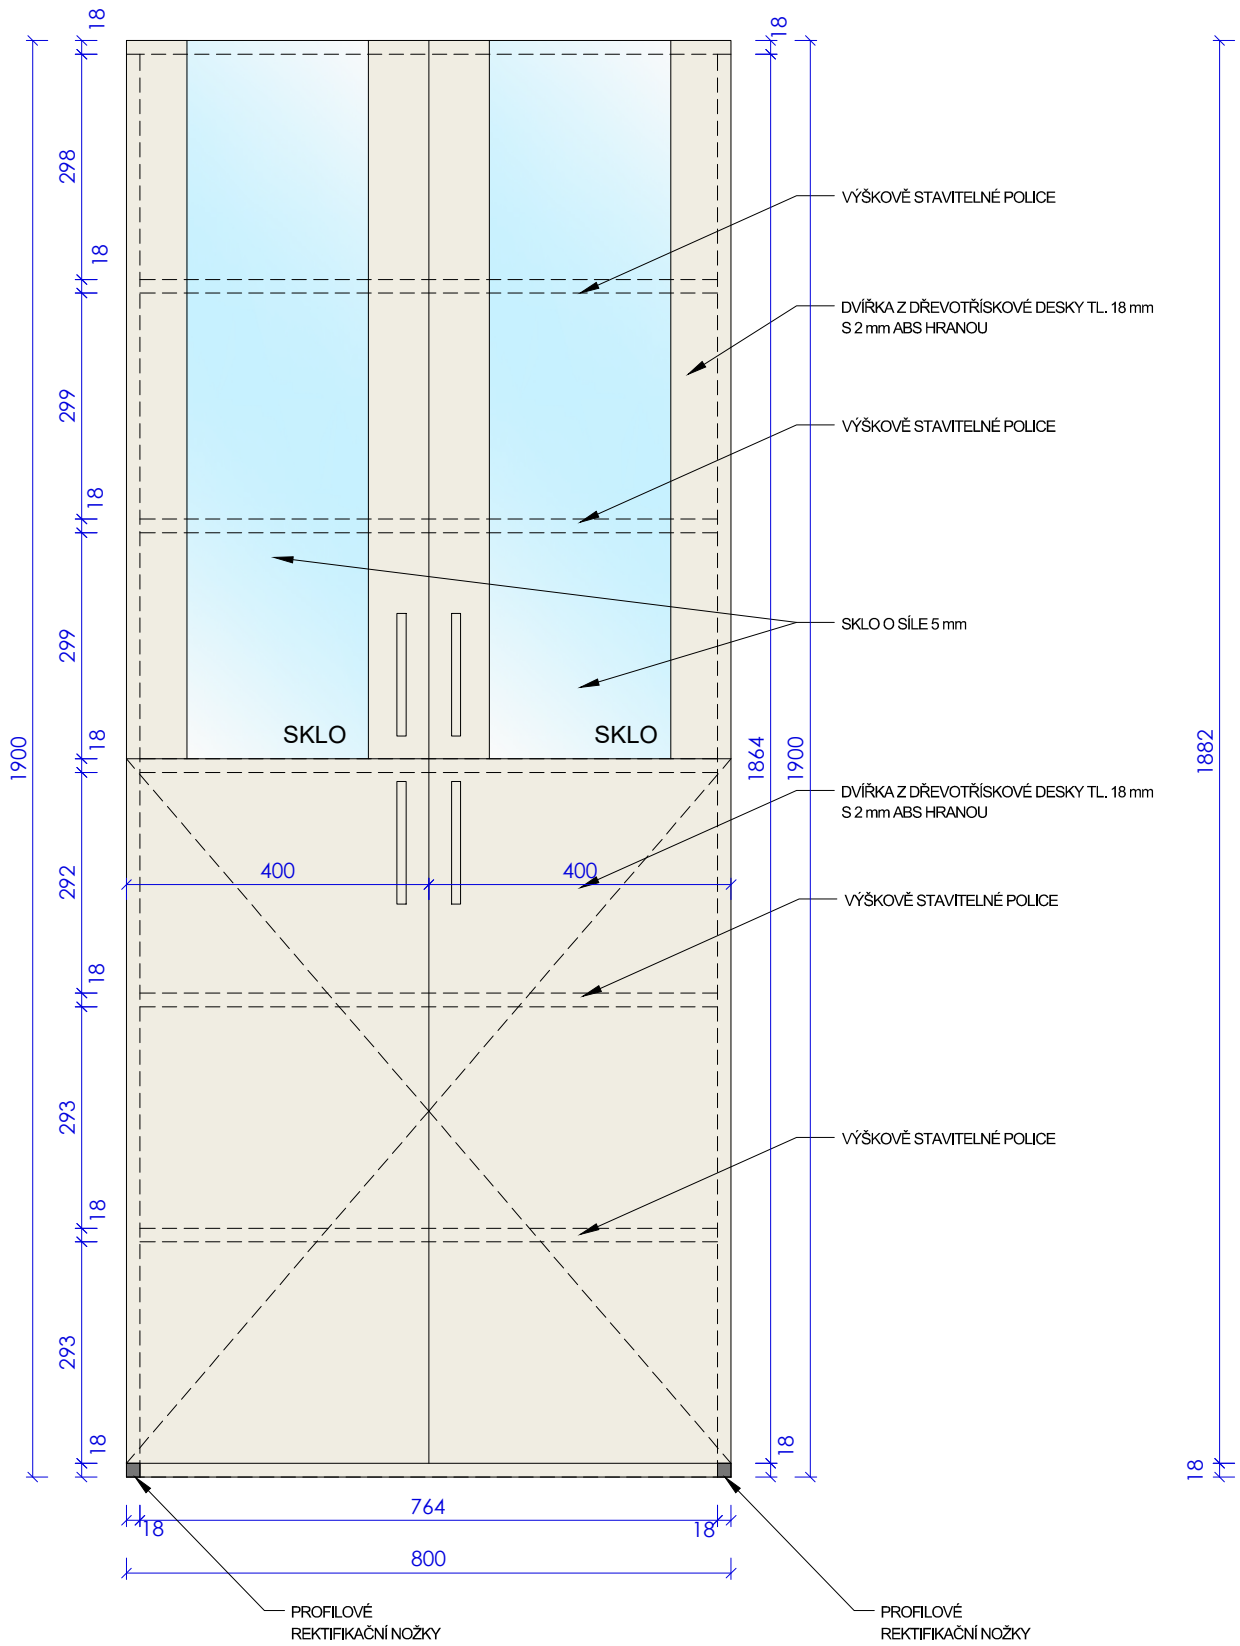 18
18
298
VÝŠKOVĚ STAVITELNÉ POLICE
18
DVÍŘKA Z DŘEVOTŘÍSKOVÉ DESKY TL. 18 mm
S 2 mm ABS HRANOU
299
VÝŠKOVĚ STAVITELNÉ POLICE
18
SKLO O SÍLE 5 mm
299
SKLO
SKLO
18
1900
1864
1900
1882
DVÍŘKA Z DŘEVOTŘÍSKOVÉ DESKY TL. 18 mm
S 2 mm ABS HRANOU
400
400
292
VÝŠKOVĚ STAVITELNÉ POLICE
18
293
VÝŠKOVĚ STAVITELNÉ POLICE
18
293
18
18
18
764
18
18
800
PROFILOVÉ
REKTIFIKAČNÍ NOŽKY
PROFILOVÉ
REKTIFIKAČNÍ NOŽKY